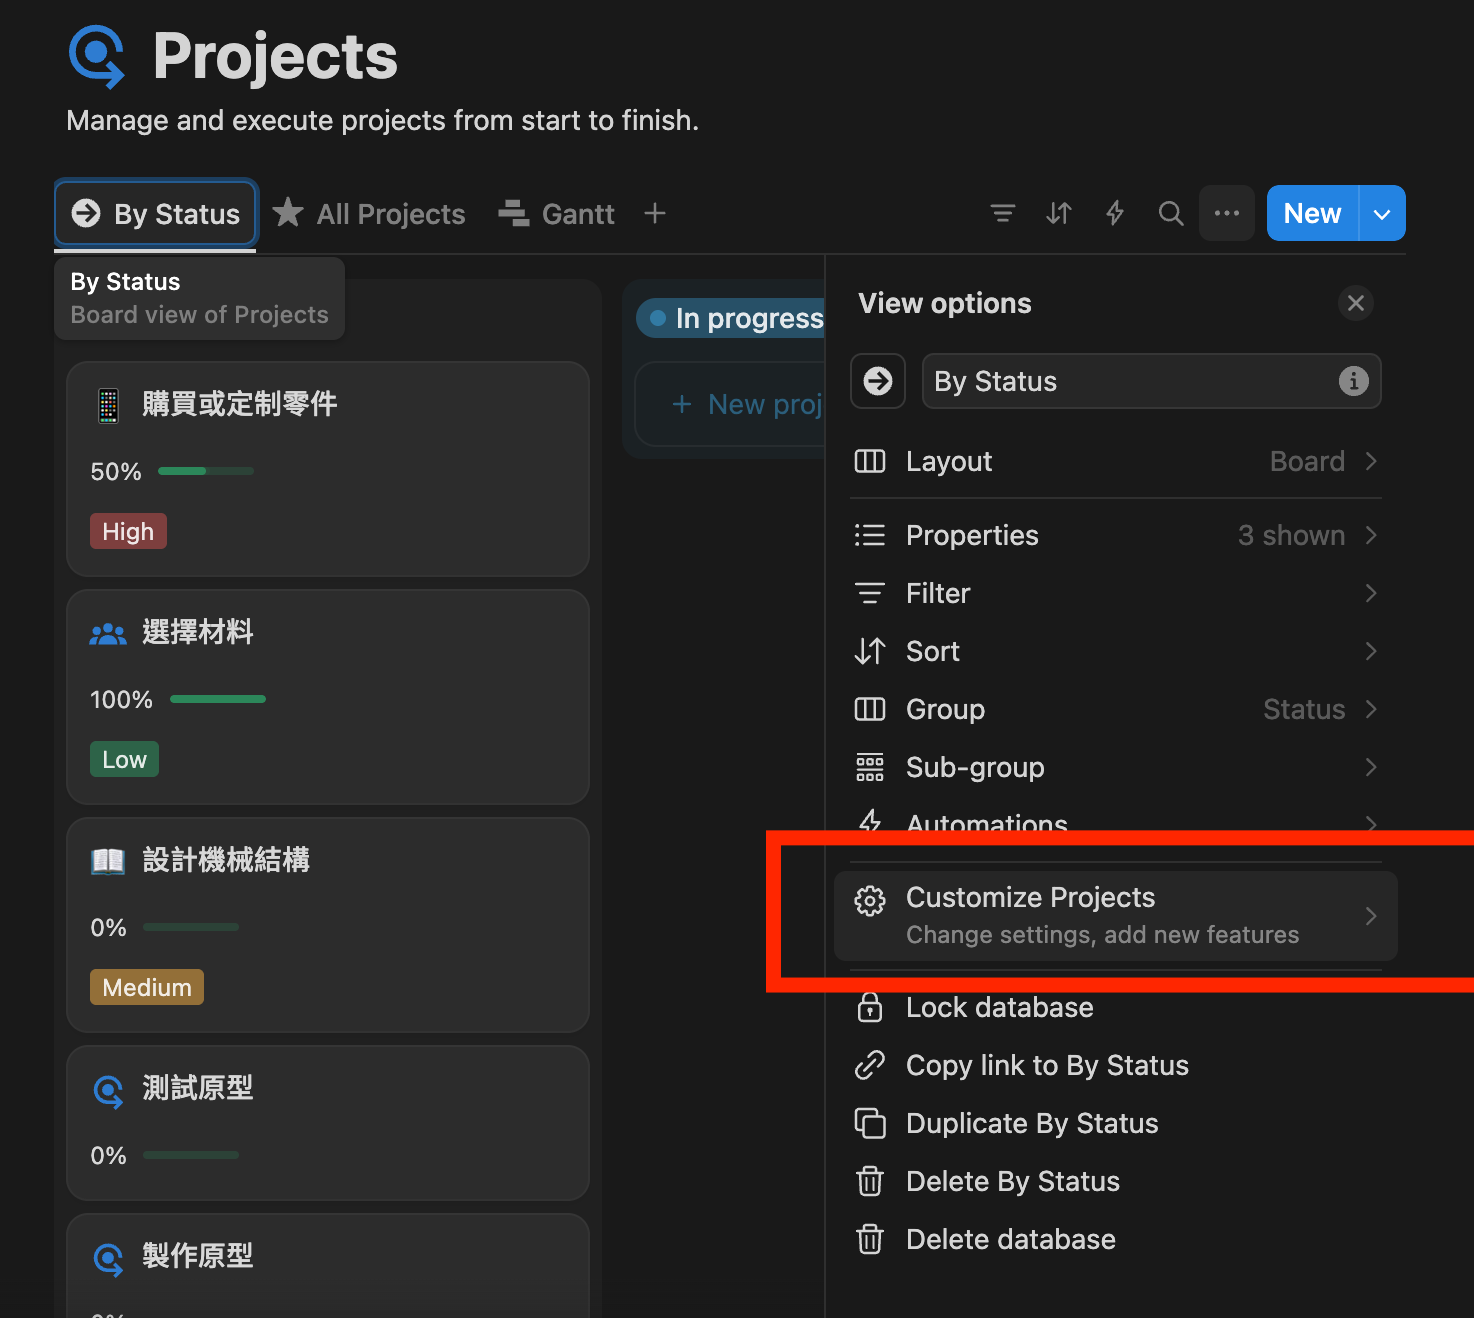 Projects
Manage and execute projects from start to finish.
By Status
All Projects
Gantt
New
By Status
Board view of Projects
購買或定制零件
50%
High
選擇材料
100%
Low
設計機械結構
0%
Medium
測試原型
0%
製作原型
In progress
+ New proj
View options
By Status
Layout Board
Properties 3 shown
Filter
Sort
Group Status
Sub-group
Automations
Customize Projects
Change settings, add new features
Lock database
Copy link to By Status
Duplicate By Status
Delete By Status
Delete database